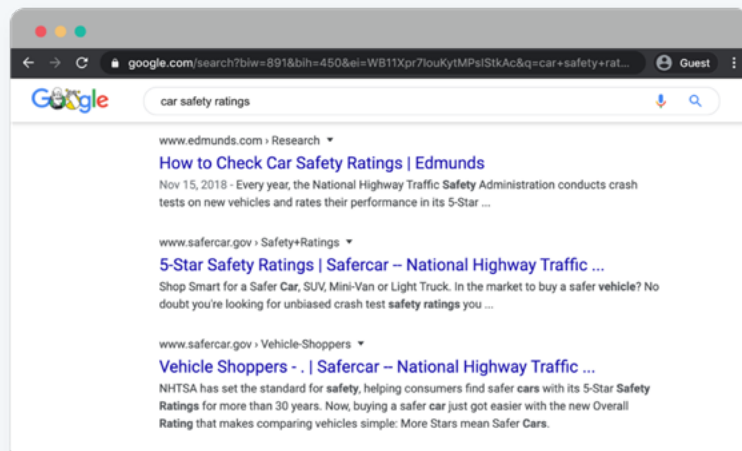 google.com/search?biw=891&bih=450&ei=WB11Xpr7IouKytMPsIStkAc&q=car+safety+rat... Guest
Google car safety ratings
www.edmunds.com › Research
How to Check Car Safety Ratings | Edmunds
Nov 15, 2018 - Every year, the National Highway Traffic Safety Administration conducts crash
tests on new vehicles and rates their performance in its 5-Star ...
www.safercar.gov › Safety+Ratings
5-Star Safety Ratings | Safercar -- National Highway Traffic ...
Shop Smart for a Safer Car, SUV, Mini-Van or Light Truck. In the market to buy a safer vehicle? No
doubt you're looking for unbiased crash test safety ratings you ...
www.safercar.gov › Vehicle-Shoppers
Vehicle Shoppers - . | Safercar -- National Highway Traffic ...
NHTSA has set the standard for safety, helping consumers find safer cars with its 5-Star Safety
Ratings for more than 30 years. Now, buying a safer car just got easier with the new Overall
Rating that makes comparing vehicles simple: More Stars mean Safer Cars.